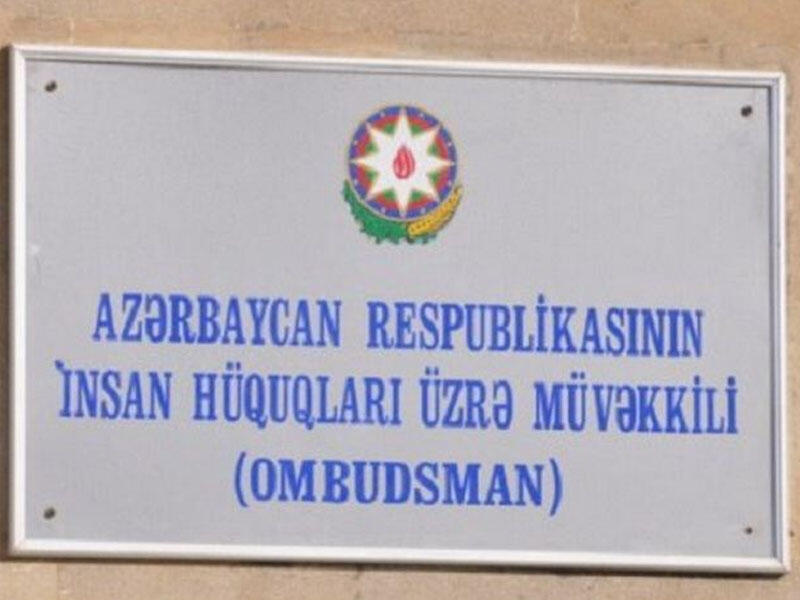 AZƏRBAYCAN RESPUBLİKASININ
İNSAN HÜQUQLARI ÜZRƏ MÜVƏKKİLİ
(OMBUDSMAN)